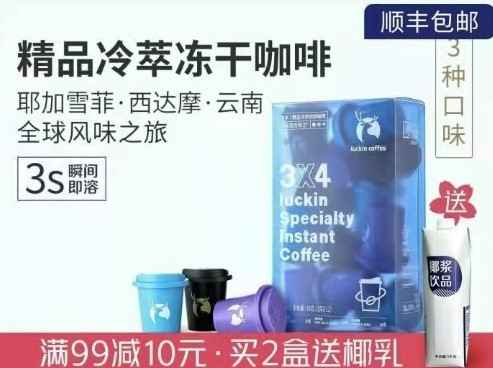 顺丰包邮
精品冷萃冻干咖啡
耶加雪菲·西达摩·云南
全球风味之旅
3s 瞬间即溶
3种口味
luckin coffee
3X4
luckin
Specialty
Instant
Coffee
送
椰浆
饮品
满99减10元·买2盒送椰乳